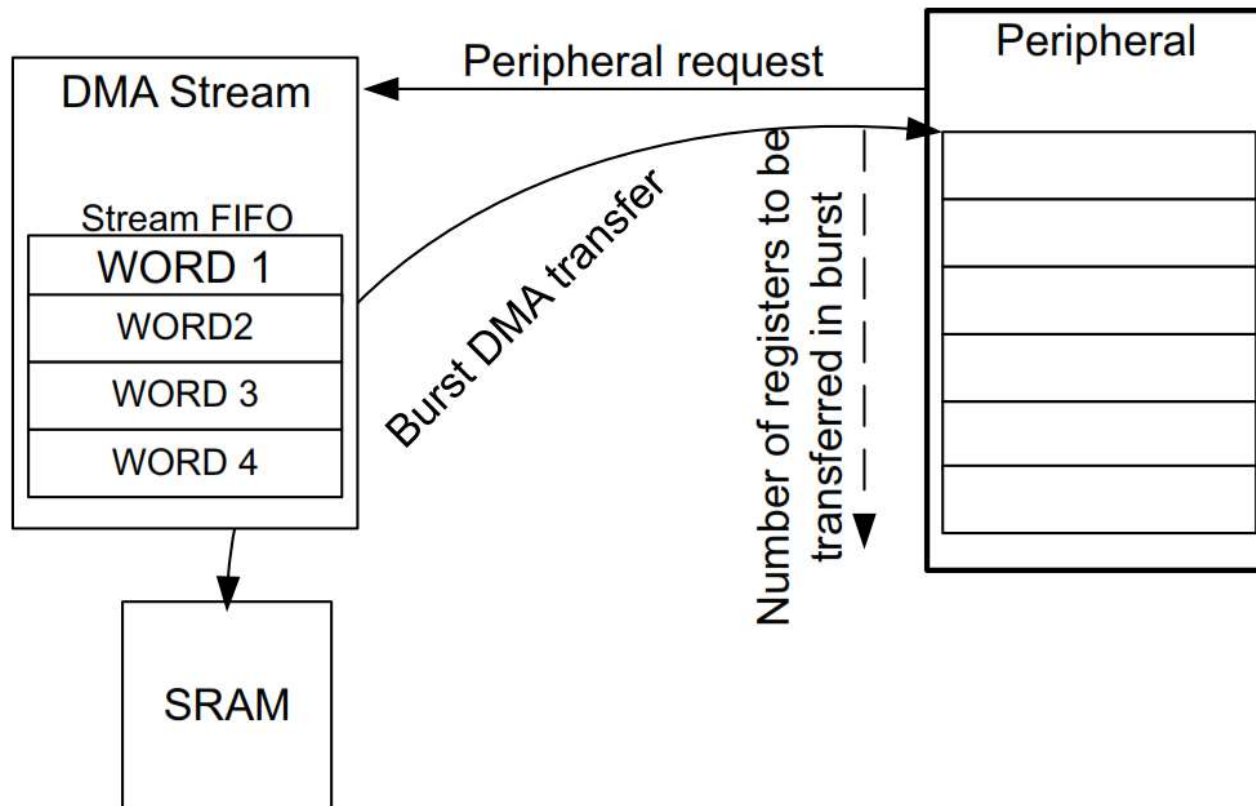 Peripheral
Peripheral request
DMA Stream
Stream FIFO
WORD 1
WORD2
WORD 3
WORD 4
Burst DMA transfer
Number of registers to be
transferred in burst
SRAM